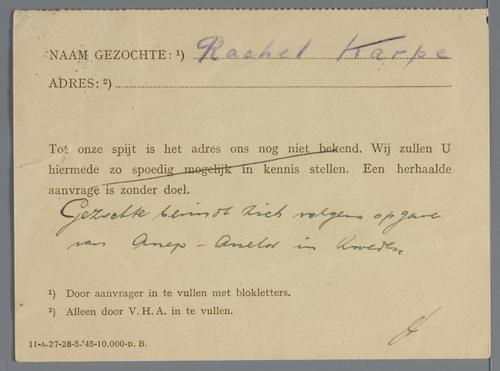 NAAM GEZOCHTE: ¹) Rachel Karpe
ADRES: ²)
Tot onze spijt is het adres ons nog niet bekend. Wij zullen U
hiermede zo spoedig mogelijk in kennis stellen. Een herhaalde
aanvrage is zonder doel.
Gezochte bevindt zich volgens opgave
van Anep - Aneta in Zweden
¹) Door aanvrager in te vullen met blokletters.
²) Alleen door V. H. A. in te vullen.
11-A-27-28-5-'45-10.000-D. B.